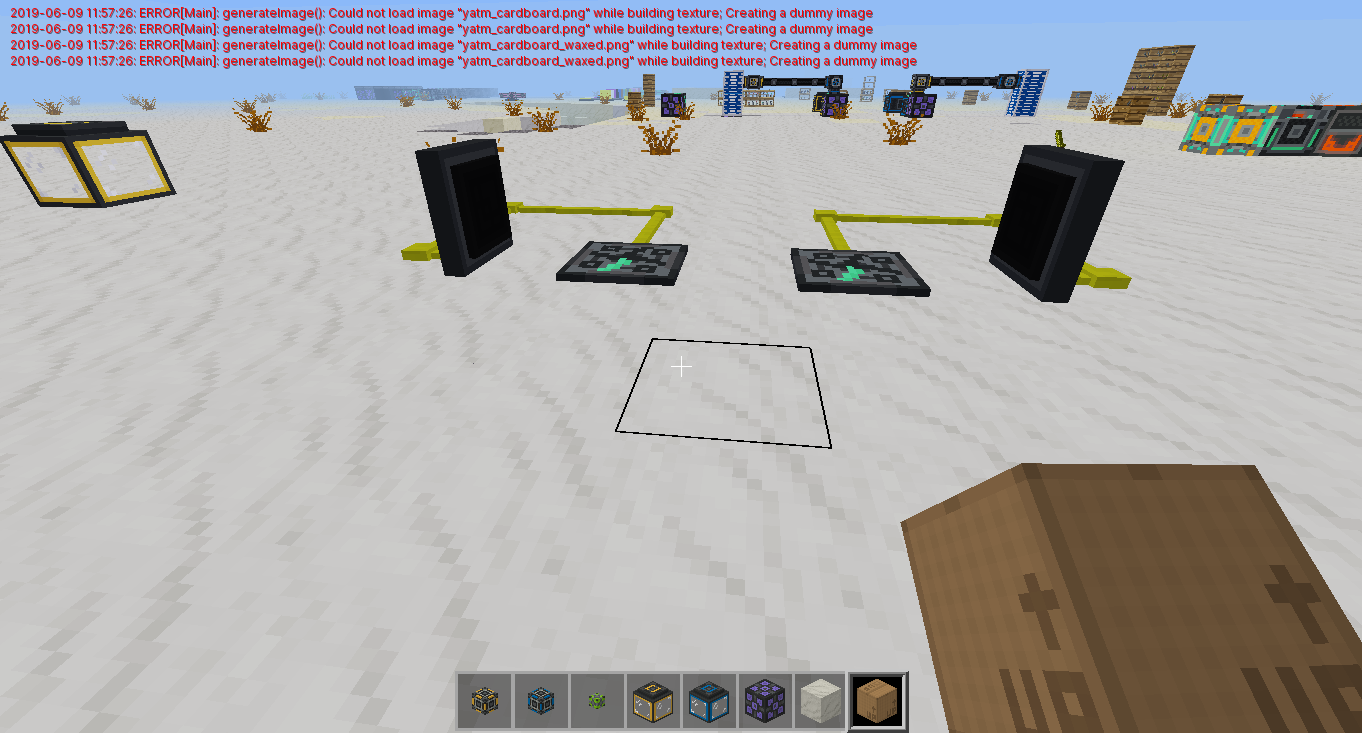 2019-06-09 11:57:26: ERROR[Main]: generateImage(): Could not load image "yatm_cardboard.png" while building texture; Creating a dummy image
2019-06-09 11:57:26: ERROR[Main]: generateImage(): Could not load image "yatm_cardboard.png" while building texture; Creating a dummy image
2019-06-09 11:57:26: ERROR[Main]: generateImage(): Could not load image "yatm_cardboard_waxed.png" while building texture; Creating a dummy image
2019-06-09 11:57:26: ERROR[Main]: generateImage(): Could not load image "yatm_cardboard_waxed.png" while building texture; Creating a dummy image